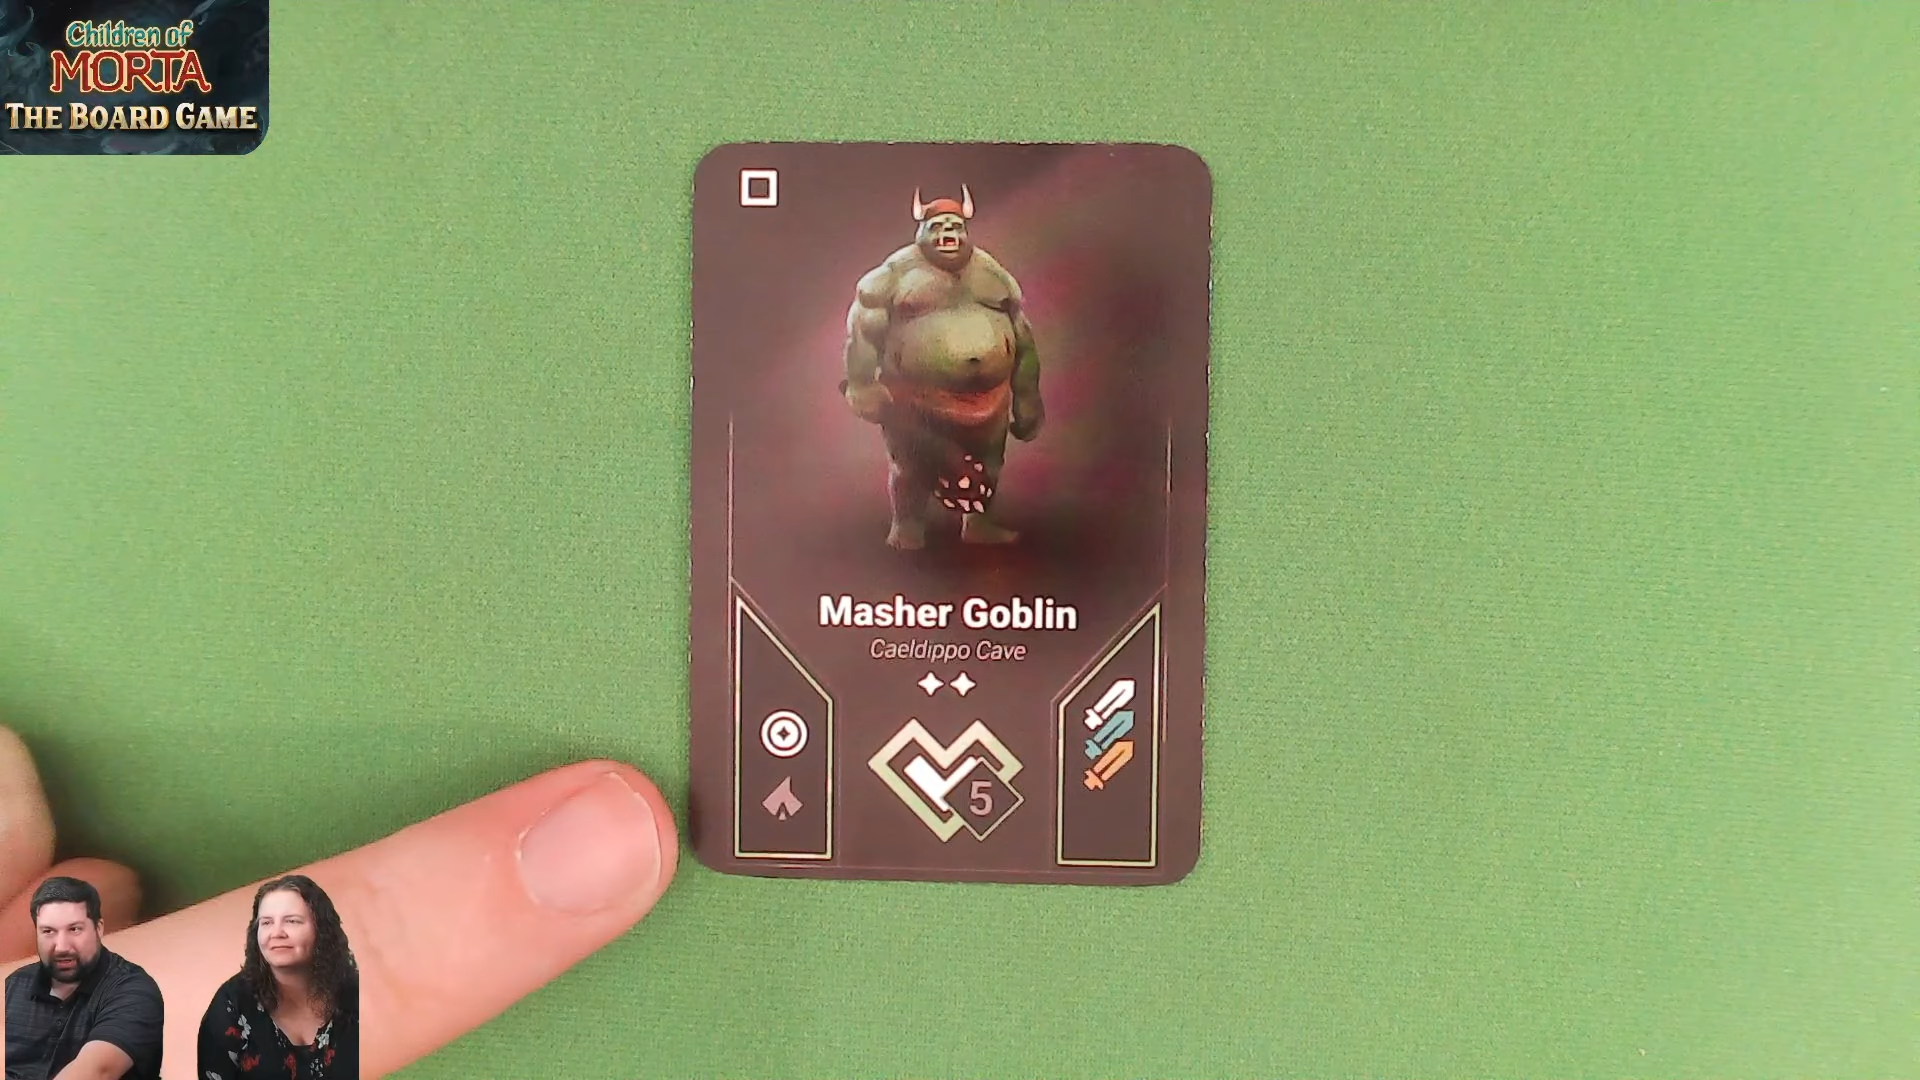 Children of
MORTA
THE BOARD GAME
Masher Goblin
Caeldippo Cave
5